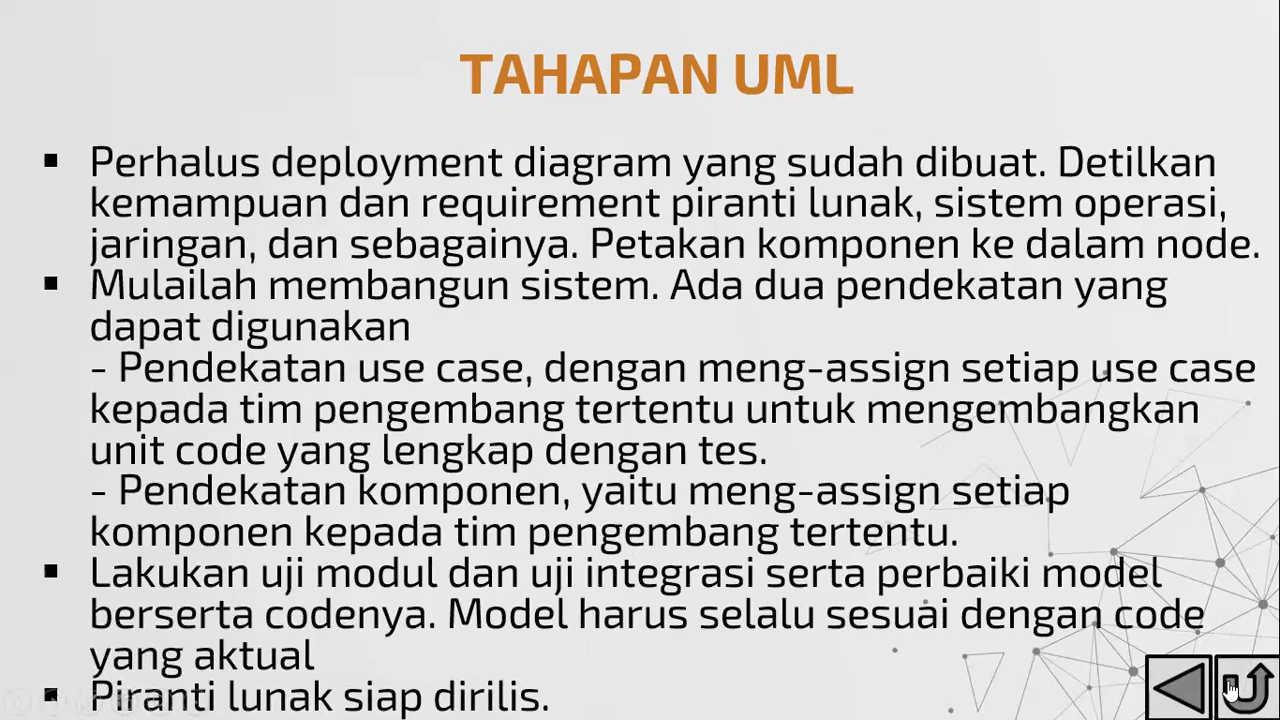 TAHAPAN UML
▪ Perhalus deployment diagram yang sudah dibuat. Detilkan
kemampuan dan requirement piranti lunak, sistem operasi,
jaringan, dan sebagainya. Petakan komponen ke dalam node.
▪ Mulailah membangun sistem. Ada dua pendekatan yang
dapat digunakan
- Pendekatan use case, dengan meng-assign setiap use case
kepada tim pengembang tertentu untuk mengembangkan
unit code yang lengkap dengan tes.
- Pendekatan komponen, yaitu meng-assign setiap
komponen kepada tim pengembang tertentu.
▪ Lakukan uji modul dan uji integrasi serta perbaiki model
berserta codenya. Model harus selalu sesuai dengan code
yang aktual
▪ Piranti lunak siap dirilis.